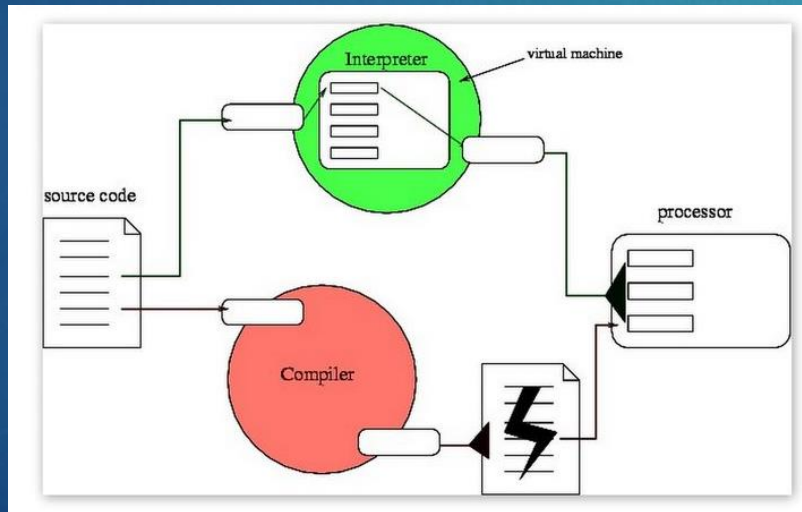 Interpreter
virtual machine
source code
processor
Compiler